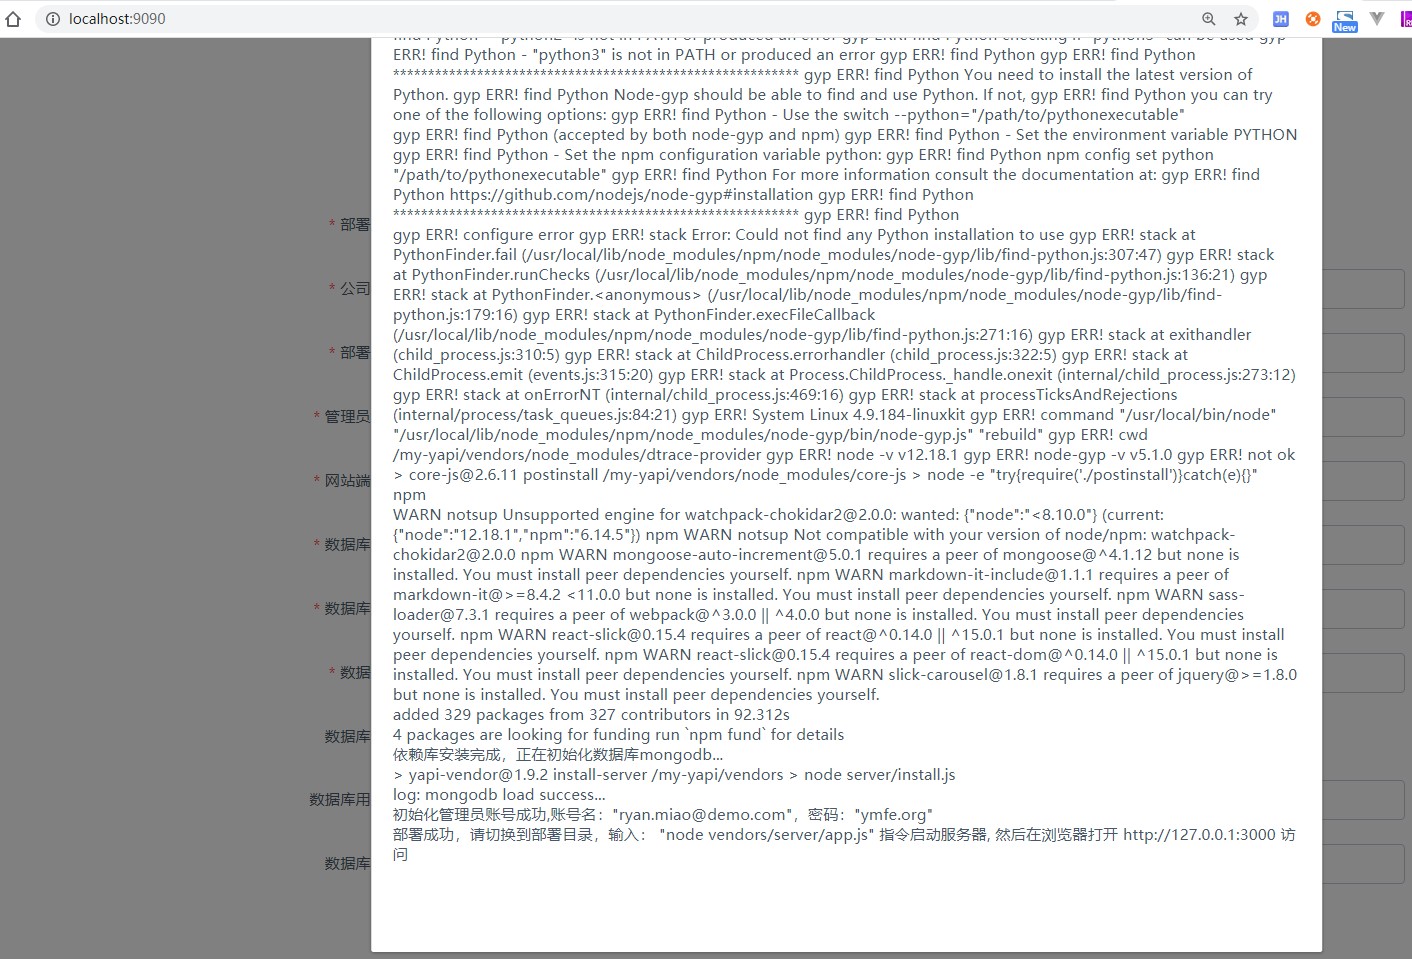 localhost:9090
JH
New
find Python - "python2" is not in PATH or produced an error gyp ERR! find Python checking if "python3" can be used gyp
ERR! find Python - "python3" is not in PATH or produced an error gyp ERR! find Python gyp ERR! find Python
********************************************************** gyp ERR! find Python You need to install the latest version of
Python. gyp ERR! find Python Node-gyp should be able to find and use Python. If not, gyp ERR! find Python you can try
one of the following options: gyp ERR! find Python - Use the switch --python="/path/to/pythonexecutable"
gyp ERR! find Python (accepted by both node-gyp and npm) gyp ERR! find Python - Set the environment variable PYTHON
gyp ERR! find Python - Set the npm configuration variable python: gyp ERR! find Python npm config set python
"/path/to/pythonexecutable" gyp ERR! find Python For more information consult the documentation at: gyp ERR! find
Python https://github.com/nodejs/node-gyp#installation gyp ERR! find Python
********************************************************** gyp ERR! find Python
gyp ERR! configure error gyp ERR! stack Error: Could not find any Python installation to use gyp ERR! stack at
PythonFinder.fail (/usr/local/lib/node_modules/npm/node_modules/node-gyp/lib/find-python.js:307:47) gyp ERR! stack
at PythonFinder.runChecks (/usr/local/lib/node_modules/npm/node_modules/node-gyp/lib/find-python.js:136:21) gyp
ERR! stack at PythonFinder.<anonymous> (/usr/local/lib/node_modules/npm/node_modules/node-gyp/lib/find-
python.js:179:16) gyp ERR! stack at PythonFinder.execFileCallback
(/usr/local/lib/node_modules/npm/node_modules/node-gyp/lib/find-python.js:271:16) gyp ERR! stack at exithandler
(child_process.js:310:5) gyp ERR! stack at ChildProcess.errorhandler (child_process.js:322:5) gyp ERR! stack at
ChildProcess.emit (events.js:315:20) gyp ERR! stack at Process.ChildProcess._handle.onexit (internal/child_process.js:273:12)
gyp ERR! stack at onErrorNT (internal/child_process.js:469:16) gyp ERR! stack at processTicksAndRejections
(internal/process/task_queues.js:84:21) gyp ERR! System Linux 4.9.184-linuxkit gyp ERR! command "/usr/local/bin/node"
"/usr/local/lib/node_modules/npm/node_modules/node-gyp/bin/node-gyp.js" "rebuild" gyp ERR! cwd
/my-yapi/vendors/node_modules/dtrace-provider gyp ERR! node -v v12.18.1 gyp ERR! node-gyp -v v5.1.0 gyp ERR! not ok
> core-js@2.6.11 postinstall /my-yapi/vendors/node_modules/core-js > node -e "try{require('./postinstall')}catch(e){}"
npm
WARN notsup Unsupported engine for watchpack-chokidar2@2.0.0: wanted: {"node":"<8.10.0"} (current:
{"node":"12.18.1","npm":"6.14.5"}) npm WARN notsup Not compatible with your version of node/npm: watchpack-
chokidar2@2.0.0 npm WARN mongoose-auto-increment@5.0.1 requires a peer of mongoose@^4.1.12 but none is
installed. You must install peer dependencies yourself. npm WARN markdown-it-include@1.1.1 requires a peer of
markdown-it@>=8.4.2 <11.0.0 but none is installed. You must install peer dependencies yourself. npm WARN sass-
loader@7.3.1 requires a peer of webpack@^3.0.0 || ^4.0.0 but none is installed. You must install peer dependencies
yourself. npm WARN react-slick@0.15.4 requires a peer of react@^0.14.0 || ^15.0.1 but none is installed. You must install
peer dependencies yourself. npm WARN react-slick@0.15.4 requires a peer of react-dom@^0.14.0 || ^15.0.1 but none is
installed. You must install peer dependencies yourself. npm WARN slick-carousel@1.8.1 requires a peer of jquery@>=1.8.0
but none is installed. You must install peer dependencies yourself.
added 329 packages from 327 contributors in 92.312s
4 packages are looking for funding run `npm fund` for details
依赖库安装完成，正在初始化数据库mongodb...
> yapi-vendor@1.9.2 install-server /my-yapi/vendors > node server/install.js
log: mongodb load success...
初始化管理员账号成功,账号名："ryan.miao@demo.com"，密码："ymfe.org"
部署成功，请切换到部署目录，输入： "node vendors/server/app.js" 指令启动服务器, 然后在浏览器打开 http://127.0.0.1:3000 访
问
* 部署
* 公司
* 部署
* 管理员
* 网站端
* 数据库
* 数据库
* 数据
数据库
数据库用
数据库